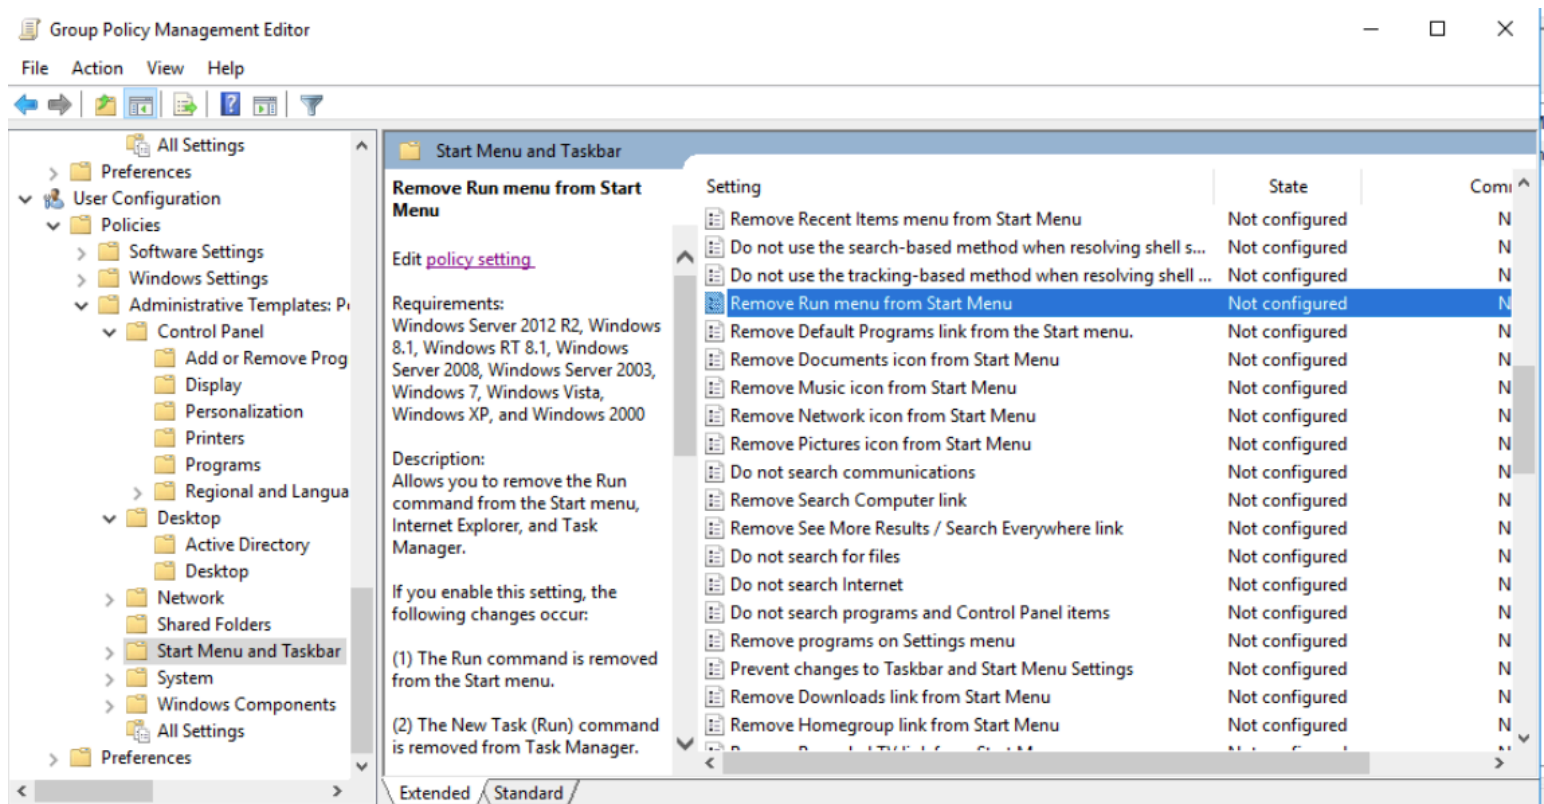 Group Policy Management Editor
File Action View Help
All Settings
Preferences
User Configuration
Policies
Software Settings
Windows Settings
Administrative Templates:
Control Panel
Add or Remove Prog
Display
Personalization
Printers
Programs
Regional and Langua
Desktop
Active Directory
Desktop
Network
Shared Folders
Start Menu and Taskbar
System
Windows Components
All Settings
Preferences
Start Menu and Taskbar
Remove Run menu from Start
Menu
Edit policy setting
Requirements:
Windows Server 2012 R2, Windows
8.1, Windows RT 8.1, Windows
Server 2008, Windows Server 2003,
Windows 7, Windows Vista,
Windows XP, and Windows 2000
Description:
Allows you to remove the Run
command from the Start menu,
Internet Explorer, and Task
Manager.
If you enable this setting, the
following changes occur:
(1) The Run command is removed
from the Start menu.
(2) The New Task (Run) command
is removed from Task Manager.
Setting State
Remove Recent Items menu from Start Menu Not configured N
Do not use the search-based method when resolving shell s... Not configured N
Do not use the tracking-based method when resolving shell ... Not configured N
Remove Run menu from Start Menu Not configured N
Remove Default Programs link from the Start menu. Not configured N
Remove Documents icon from Start Menu Not configured N
Remove Music icon from Start Menu Not configured N
Remove Network icon from Start Menu Not configured N
Remove Pictures icon from Start Menu Not configured N
Do not search communications Not configured N
Remove Search Computer link Not configured N
Remove See More Results / Search Everywhere link Not configured N
Do not search for files Not configured N
Do not search Internet Not configured N
Do not search programs and Control Panel items Not configured N
Remove programs on Settings menu Not configured N
Prevent changes to Taskbar and Start Menu Settings Not configured N
Remove Downloads link from Start Menu Not configured N
Remove Homegroup link from Start Menu Not configured N
Extended Standard